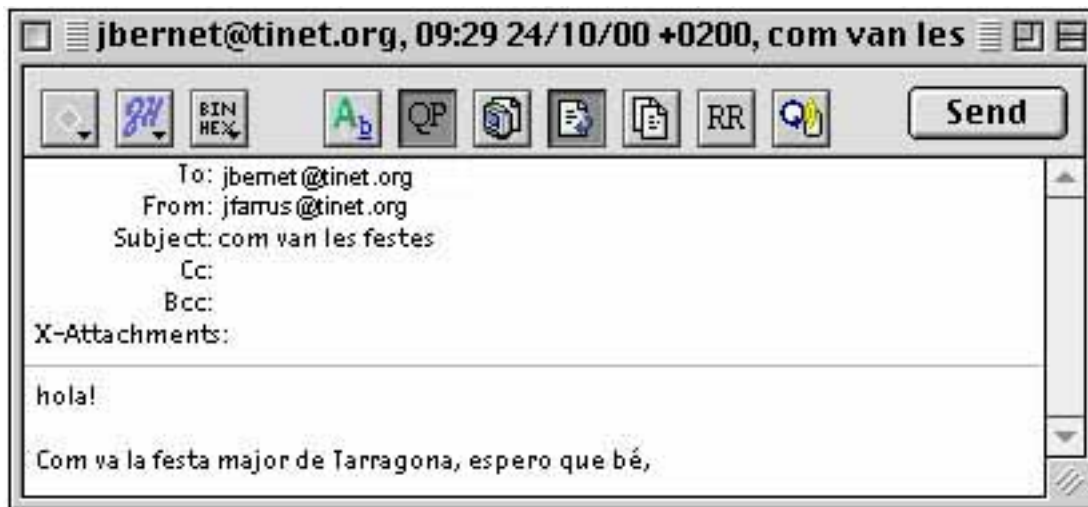 jbernet@tinet.org, 09:29 24/10/00 +0200, com van les
BIN HEX
Ab QP RR Q Send
To: jbernet@tinet.org
From: jfarrus@tinet.org
Subject: com van les festes
Cc:
Bcc:
X-Attachments:
hola!
Com va la festa major de Tarragona, espero que bé,